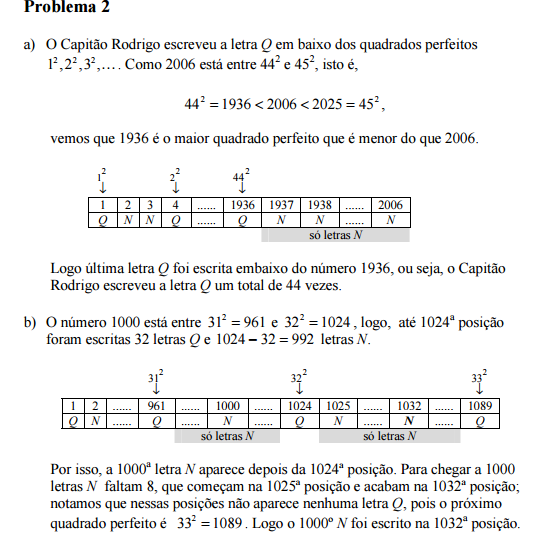 Problema 2
a) O Capitão Rodrigo escreveu a letra Q em baixo dos quadrados perfeitos
1²,2²,3²,…. Como 2006 está entre 44² e 45², isto é,
44² = 1936 < 2006 < 2025 = 45²,
vemos que 1936 é o maior quadrado perfeito que é menor do que 2006.
1² 2² 44²
↓ ↓ ↓
1 2 3 4 ...... 1936 1937 1938 ...... 2006
Q N N Q ...... Q N N ...... N
só letras N
Logo última letra Q foi escrita embaixo do número 1936, ou seja, o Capitão
Rodrigo escreveu a letra Q um total de 44 vezes.
b) O número 1000 está entre 31² = 961 e 32² = 1024, logo, até 1024ª posição
foram escritas 32 letras Q e 1024 − 32 = 992 letras N.
31² 32² 33²
↓ ↓ ↓
1 2 ...... 961 ...... 1000 ...... 1024 1025 ...... 1032 ...... 1089
Q N ...... Q ...... N ...... Q N ...... N ...... Q
só letras N só letras N
Por isso, a 1000ª letra N aparece depois da 1024ª posição. Para chegar a 1000
letras N faltam 8, que começam na 1025ª posição e acabam na 1032ª posição;
notamos que nessas posições não aparece nenhuma letra Q, pois o próximo
quadrado perfeito é 33² = 1089. Logo o 1000º N foi escrito na 1032ª posição.